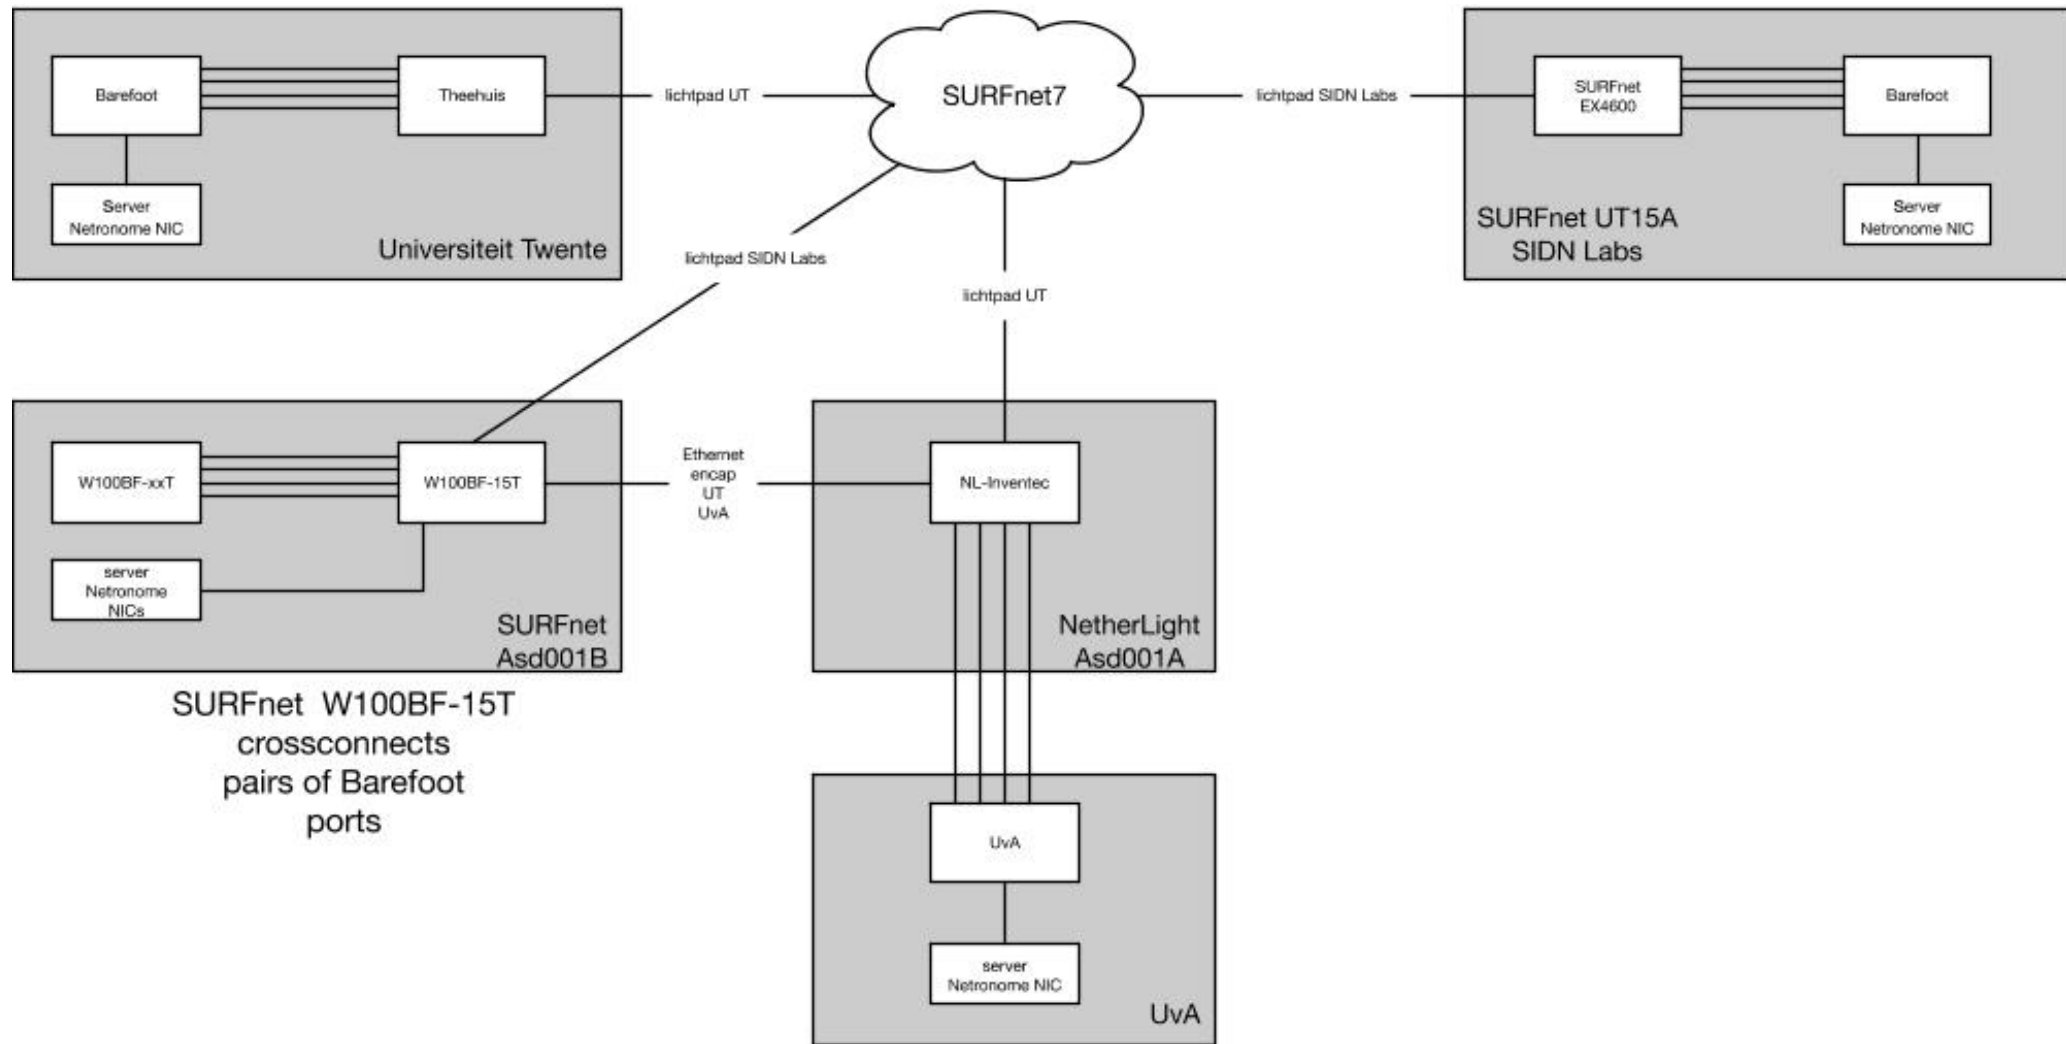 Barefoot
Theehuis
Server
Netronome NIC
Universiteit Twente
lichtpad UT
SURFnet7
lichtpad SIDN Labs
SURFnet
EX4600
Barefoot
Server
Netronome NIC
SURFnet UT15A
SIDN Labs
lichtpad SIDN Labs
lichtpad UT
W100BF-xxT
W100BF-15T
server
Netronome
NICs
SURFnet
Asd001B
Ethernet
encap
UT
UvA
NL-Inventec
NetherLight
Asd001A
SURFnet W100BF-15T
crossconnects
pairs of Barefoot
ports
UvA
server
Netronome NIC
UvA